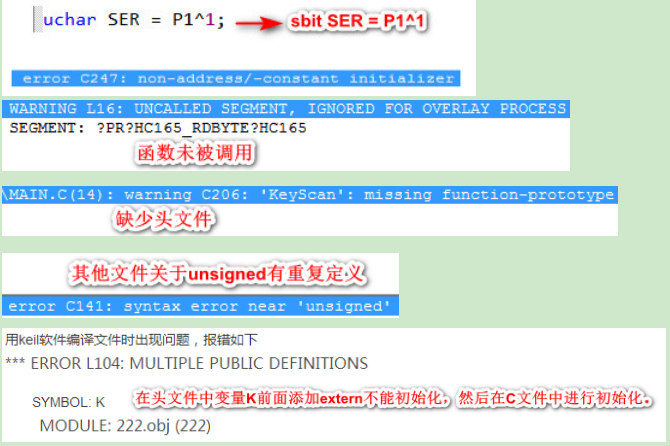 uchar SER = P1^1; sbit SER = P1^1
error C247: non-address/-constant initializer
WARNING L16: UNCALLED SEGMENT, IGNORED FOR OVERLAY PROCESS
SEGMENT: ?PR?HC165_RDBYTE?HC165
函数未被调用
\MAIN.C(14): warning C206: 'KeyScan': missing function-prototype
缺少头文件
其他文件关于unsigned有重复定义
error C141: syntax error near 'unsigned'
用keil软件编译文件时出现问题，报错如下
*** ERROR L104: MULTIPLE PUBLIC DEFINITIONS
SYMBOL: K 在头文件中变量K前面添加extern不能初始化，然后在C文件中进行初始化。
MODULE: 222.obj (222)